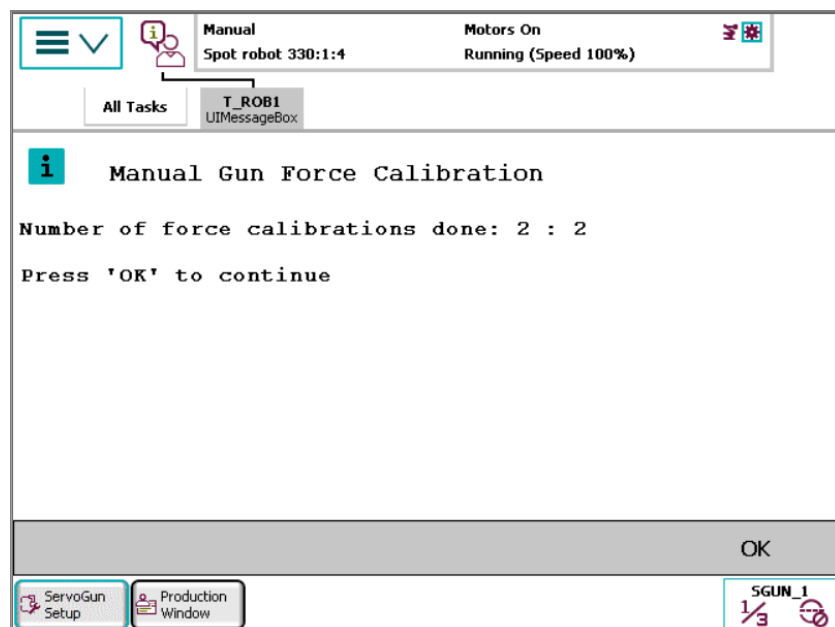 Manual
Spot robot 330:1:4
Motors On
Running (Speed 100%)
All Tasks
T_ROB1
UIMessageBox
i
Manual Gun Force Calibration
Number of force calibrations done: 2 : 2
Press 'OK' to continue
OK
ServoGun
Setup
Production
Window
SGUN_1
1/3